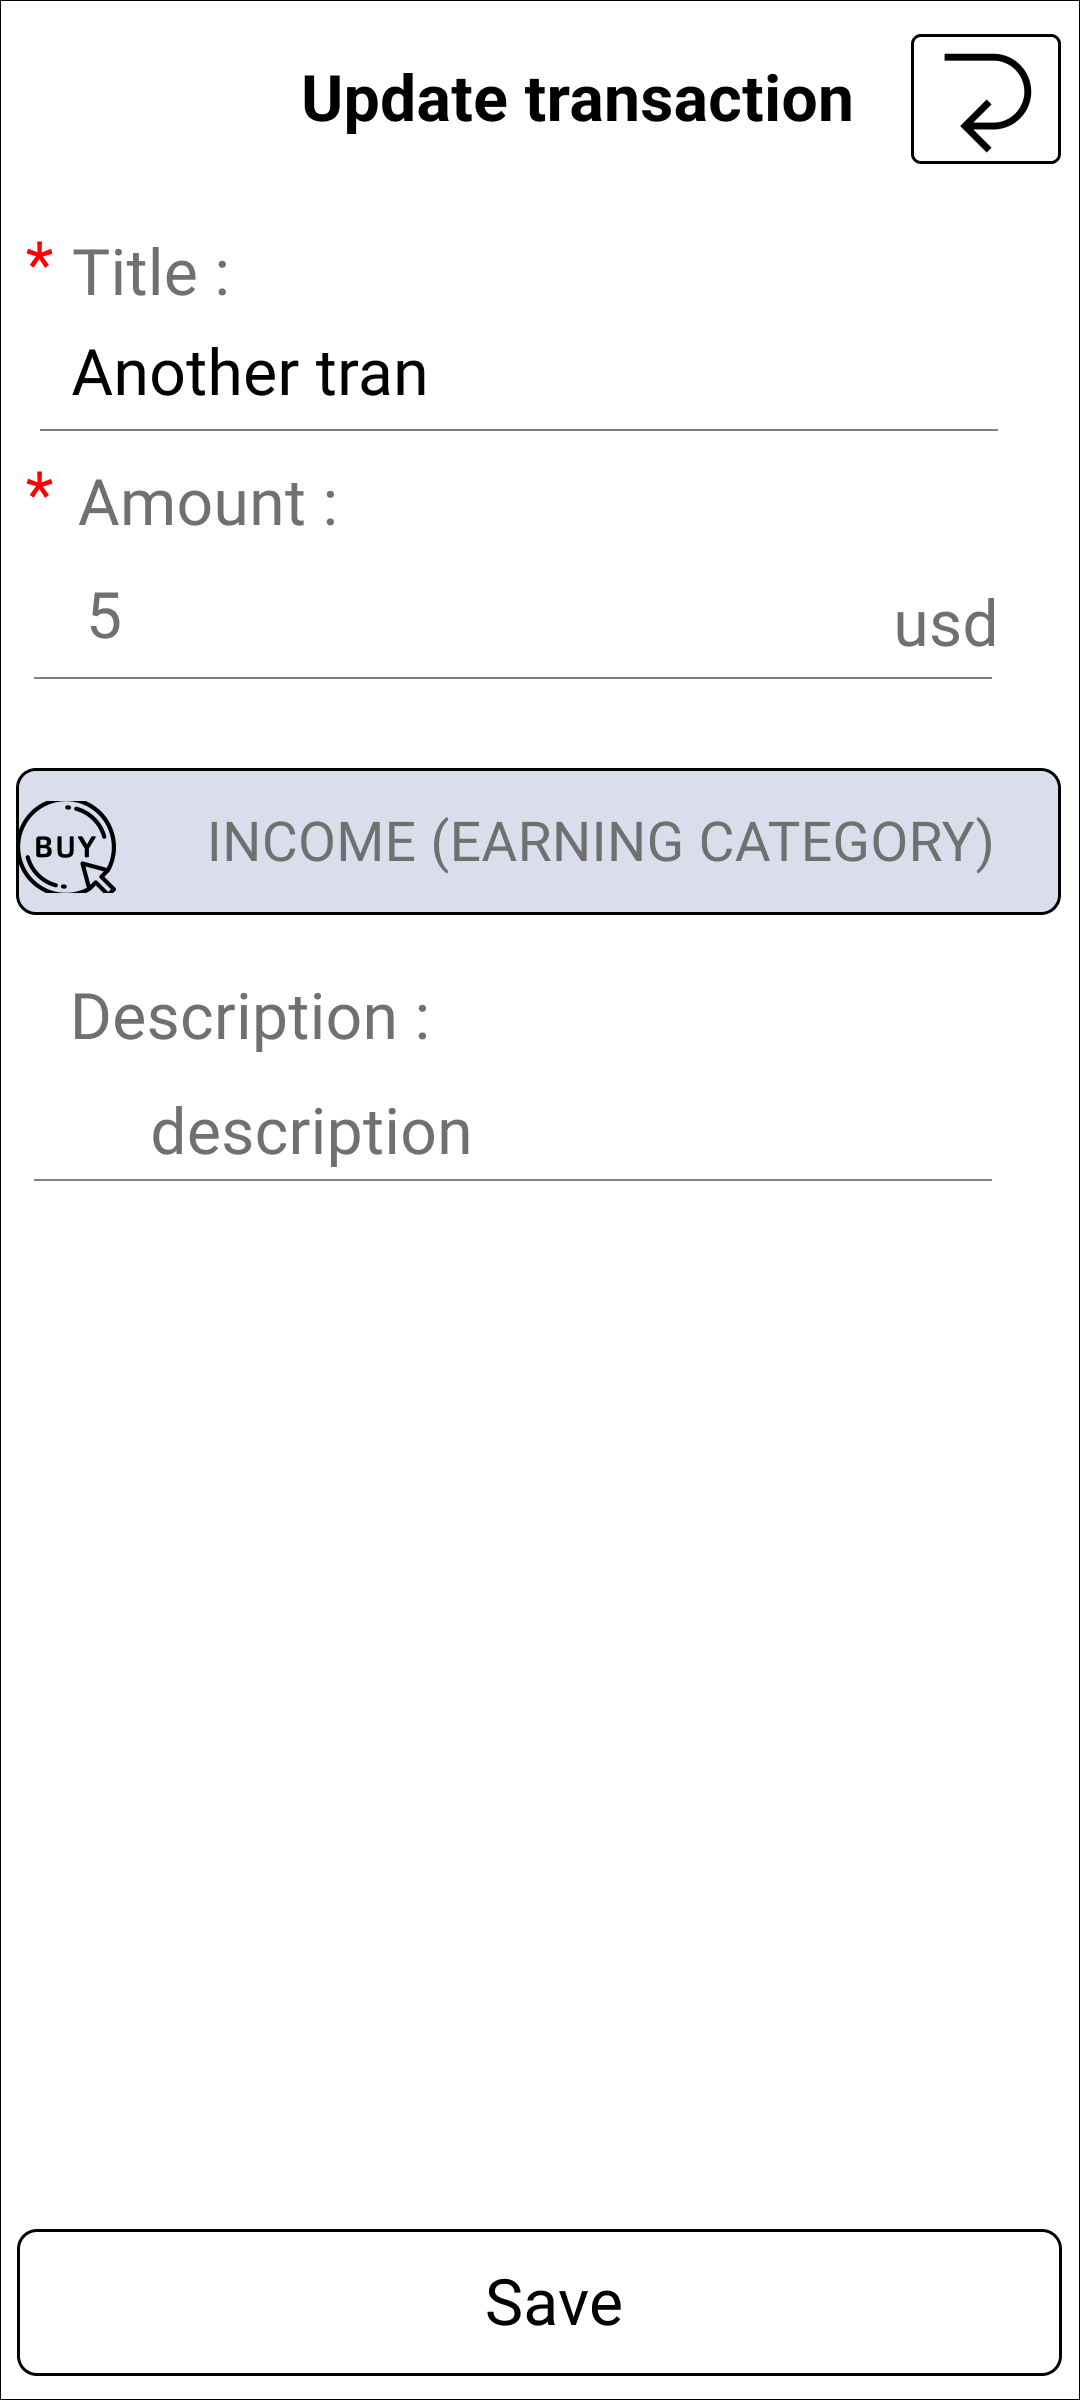 Update transaction
* Title :
Another tran
* Amount :
5 usd
BUY INCOME (EARNING CATEGORY)
Description :
description
Save